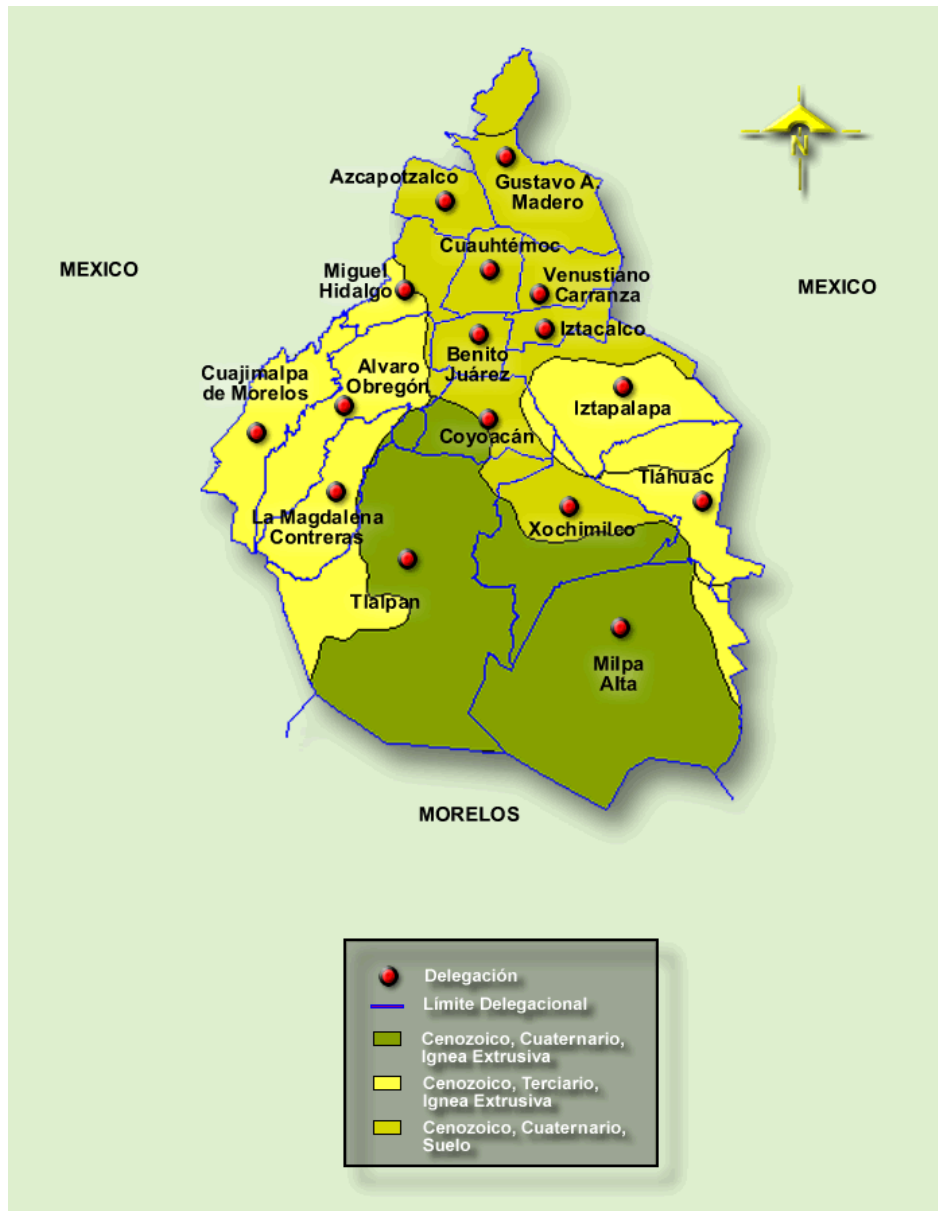 N
Azcapotzalco
Gustavo A.
Madero
Cuauhtémoc
MEXICO
Miguel
Hidalgo
Venustiano
Carranza
MEXICO
Iztacalco
Benito
Juárez
Cuajimalpa
de Morelos
Alvaro
Obregón
Iztapalapa
Coyoacán
Tláhuac
La Magdalena
Contreras
Xochimilco
Tlalpan
Milpa
Alta
MORELOS
Delegación
Límite Delegacional
Cenozoico, Cuaternario,
Ignea Extrusiva
Cenozoico, Terciario,
Ignea Extrusiva
Cenozoico, Cuaternario,
Suelo